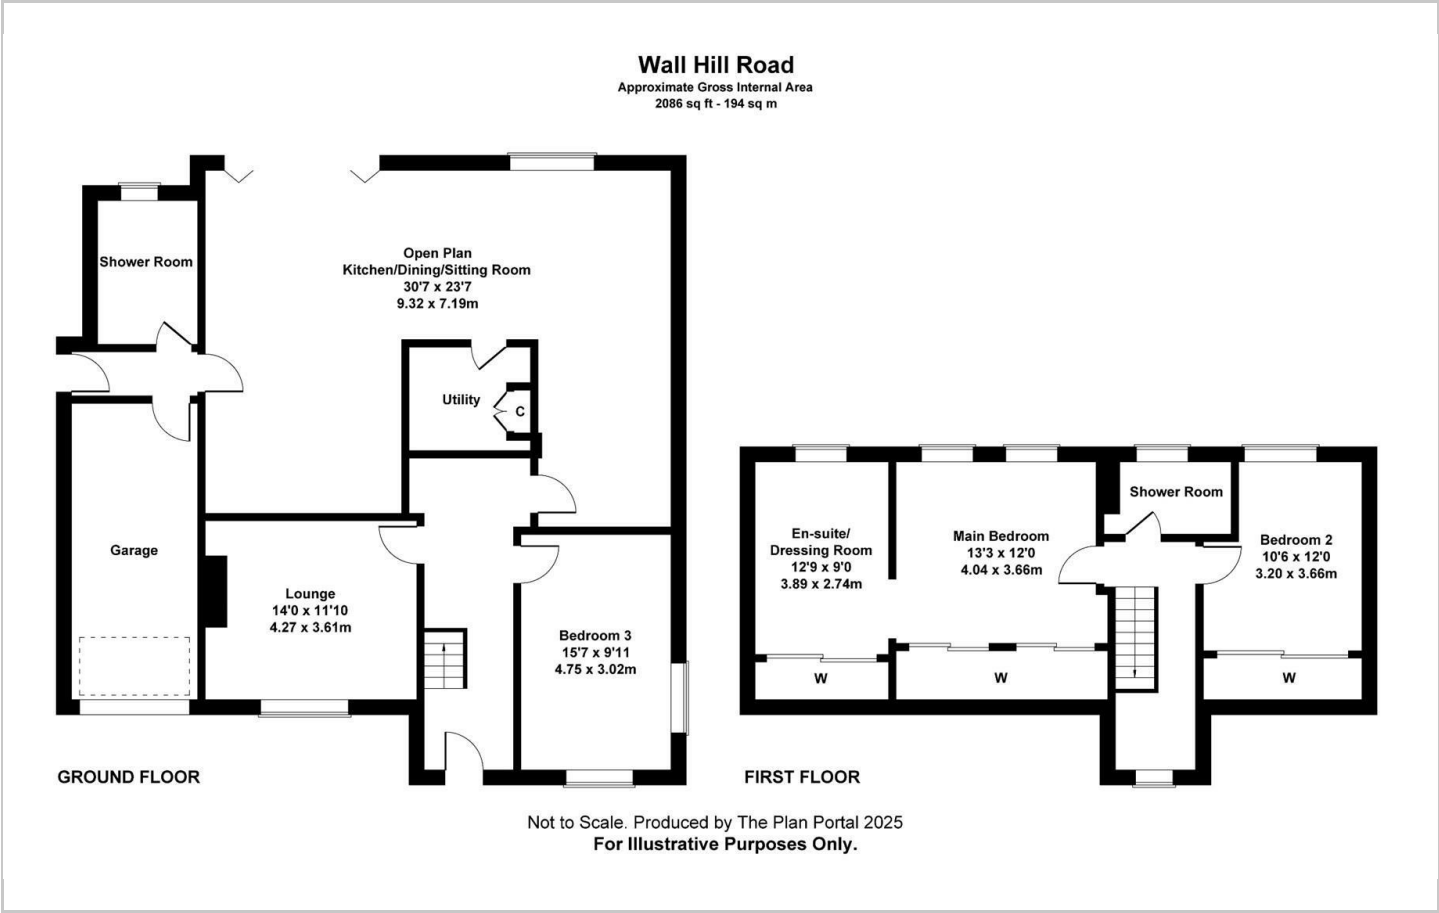 Wall Hill Road
Approximate Gross Internal Area
2086 sq ft - 194 sq m
Shower Room
Open Plan
Kitchen/Dining/Sitting Room
30'7 x 23'7
9.32 x 7.19m
Utility
C
Garage
Lounge
14'0 x 11'10
4.27 x 3.61m
Bedroom 3
15'7 x 9'11
4.75 x 3.02m
GROUND FLOOR
En-suite/
Dressing Room
12'9 x 9'0
3.89 x 2.74m
Main Bedroom
13'3 x 12'0
4.04 x 3.66m
Shower Room
Bedroom 2
10'6 x 12'0
3.20 x 3.66m
W
W
W
FIRST FLOOR
Not to Scale. Produced by The Plan Portal 2025
For Illustrative Purposes Only.